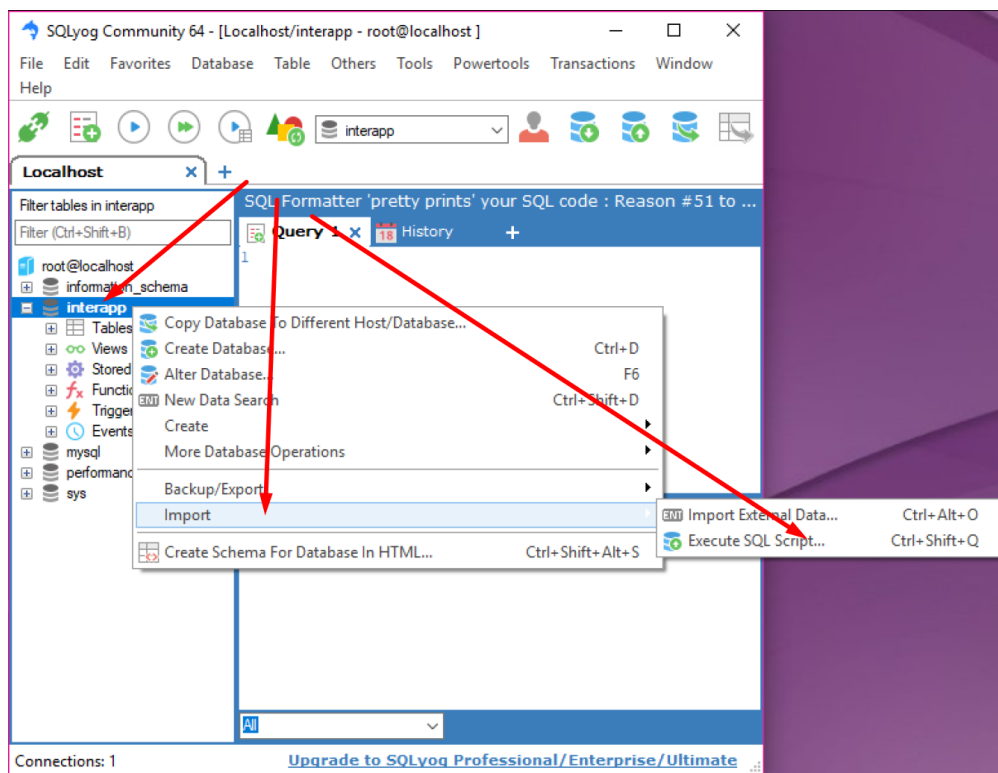 SQLyog Community 64 - [Localhost/interapp - root@localhost ]
File Edit Favorites Database Table Others Tools Powertools Transactions Window
Help
interapp
Localhost x +
Filter tables in interapp
Filter (Ctrl+Shift+B)
root@localhost
information_schema
interapp
Tables
Views
Stored
Functio
Trigger
Events
mysql
performanc
sys
SQL Formatter 'pretty prints' your SQL code : Reason #51 to ...
Query 1 x 18 History +
1
Copy Database To Different Host/Database...
Create Database... Ctrl+D
Alter Database... F6
New Data Search Ctrl+Shift+D
Create
More Database Operations
Backup/Export
Import
Create Schema For Database In HTML... Ctrl+Shift+Alt+S
Import External Data... Ctrl+Alt+O
Execute SQL Script... Ctrl+Shift+Q
All
Connections: 1 Upgrade to SQLyog Professional/Enterprise/Ultimate